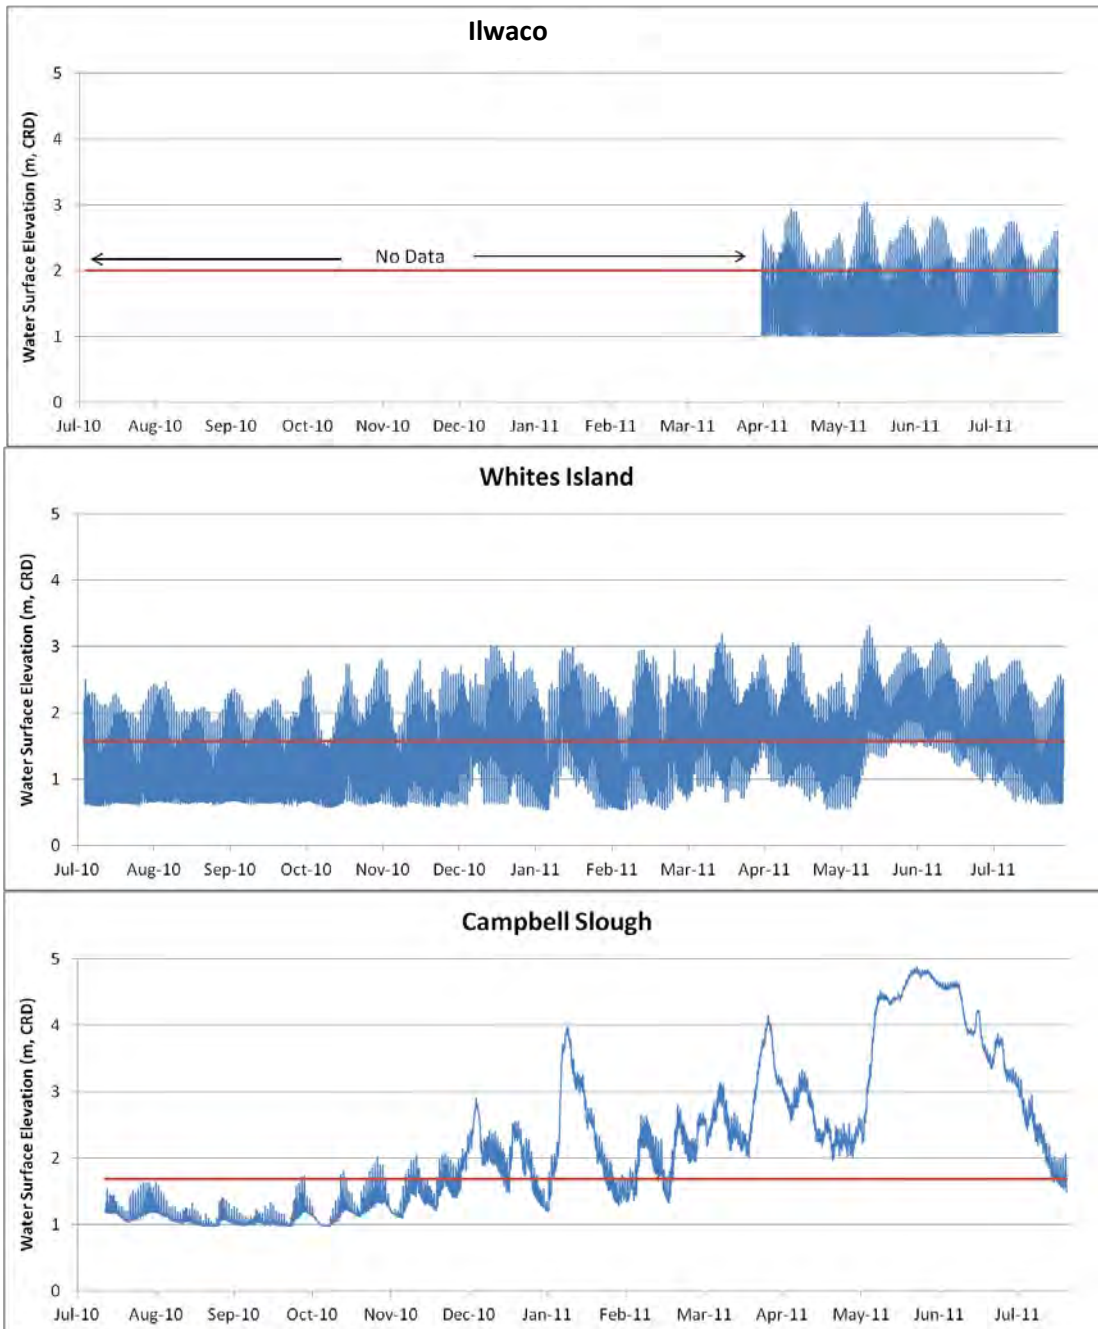 Ilwaco
Water Surface Elevation (m, CRD)
5
4
3
2
1
0
No Data
Jul-10 Aug-10 Sep-10 Oct-10 Nov-10 Dec-10 Jan-11 Feb-11 Mar-11 Apr-11 May-11 Jun-11 Jul-11
Whites Island
Water Surface Elevation (m, CRD)
5
4
3
2
1
0
Jul-10 Aug-10 Sep-10 Oct-10 Nov-10 Dec-10 Jan-11 Feb-11 Mar-11 Apr-11 May-11 Jun-11 Jul-11
Campbell Slough
Water Surface Elevation (m, CRD)
5
4
3
2
1
0
Jul-10 Aug-10 Sep-10 Oct-10 Nov-10 Dec-10 Jan-11 Feb-11 Mar-11 Apr-11 May-11 Jun-11 Jul-11